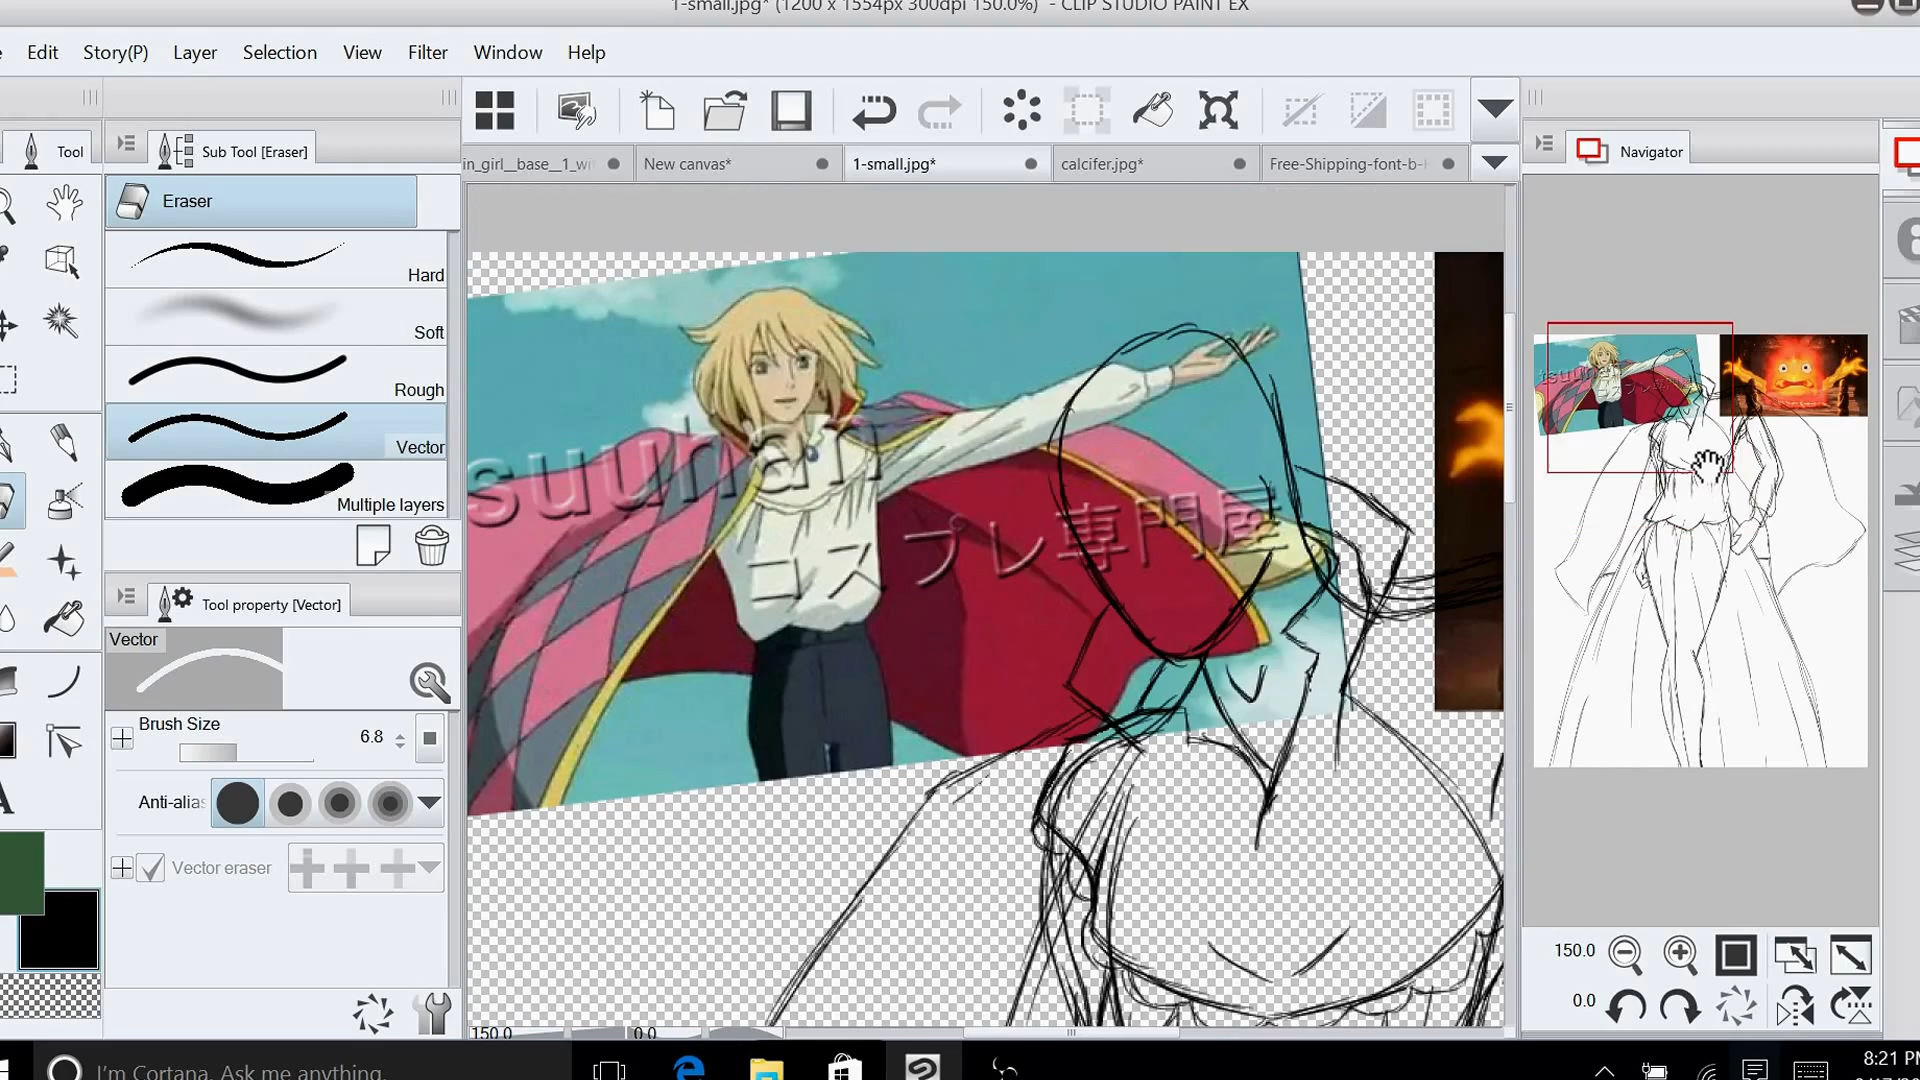 1-small.jpg* (1200 x 1554px 300dpi 150.0%) - CLIP STUDIO PAINT EX
Edit Story(P) Layer Selection View Filter Window Help
Tool
Sub Tool [Eraser]
in_girl__base__1_wi
New canvas*
1-small.jpg*
calcifer.jpg*
Free-Shipping-font-b-
Navigator
Eraser
Hard
Soft
Rough
Vector
Multiple layers
Tool property [Vector]
Vector
Brush Size 6.8
Anti-alias
Vector eraser
suuhan
コスプレ専門屋
150.0
0.0
150.0 0.0
I'm Cortana. Ask me anything.
8:21 PM